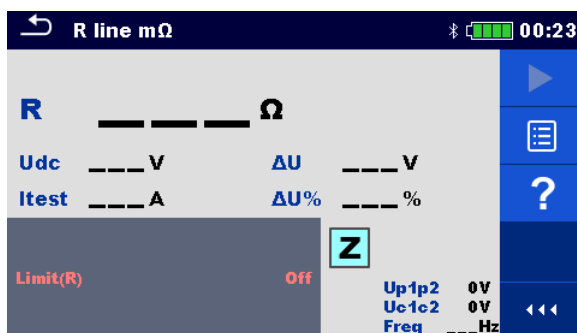 R line mΩ 00:23
R ___ Ω
Udc ___V ΔU ___V
Itest ___A ΔU% ___%
Z
Limit(R) Off
Up1p2 0V
Uc1c2 0V
Freq ___Hz
?